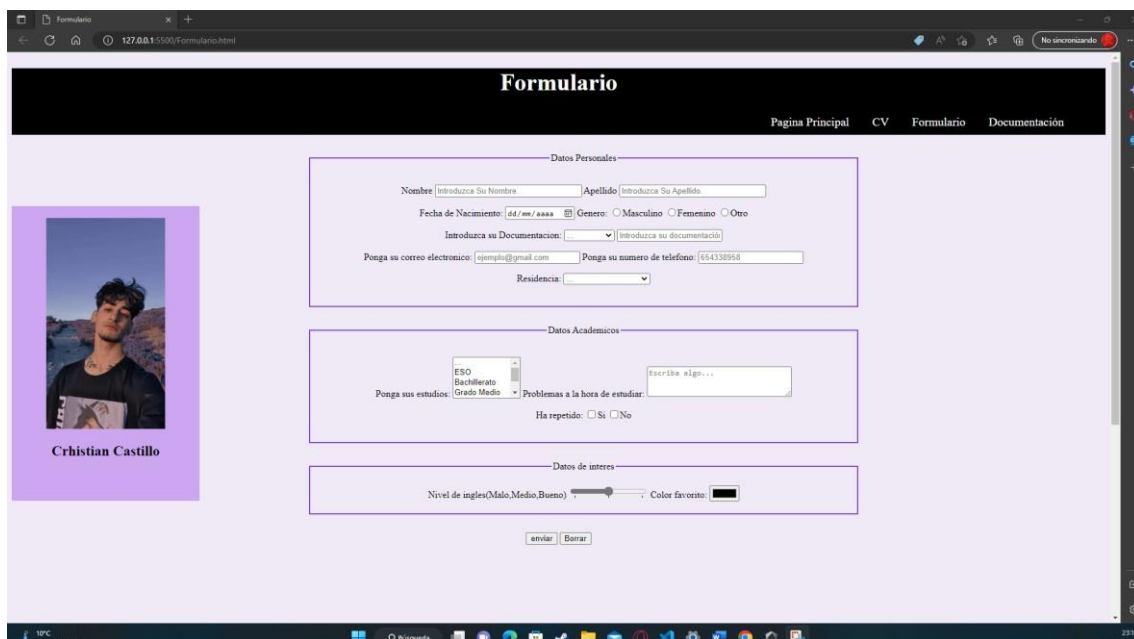 Formulario
127.0.0.1:5500/Formulario.html
No sincronizando
Formulario
Pagina Principal CV Formulario Documentación
Datos Personales
Nombre Introduzca Su Nombre Apellido Introduzca Su Apellido
Fecha de Nacimiento: dd/mm/aaaa Genero: Masculino Femenino Otro
Introduzca su Documentacion: ... Introduzca su documentació
Ponga su correo electronico: ejemplo@gmail.com Ponga su numero de telefono: 654338958
Residencia: ...
Datos Academicos
...
ESO
Bachillerato
Ponga sus estudios: Grado Medio Problemas a la hora de estudiar: Escriba algo...
Ha repetido: Si No
Crhistian Castillo
Datos de interes
Nivel de ingles(Malo,Medio,Bueno) Color favorito:
enviar Borrar
10°C
Búsqueda